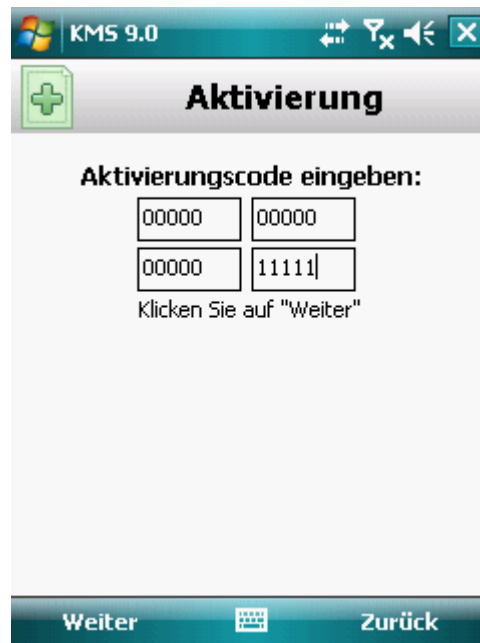 KMS 9.0
Aktivierung
Aktivierungscode eingeben:
00000 00000
00000 11111
Klicken Sie auf "Weiter"
Weiter Zurück